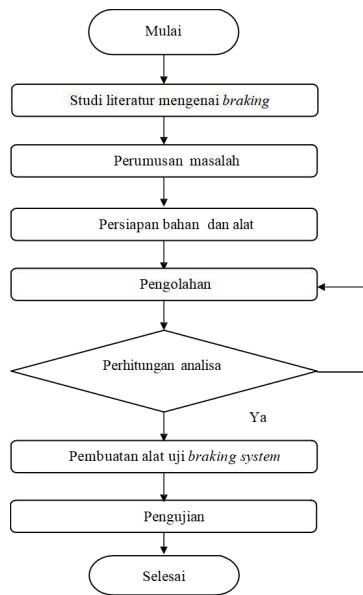 Mulai
Studi literatur mengenai braking
Perumusan masalah
Persiapan bahan dan alat
Pengolahan
Perhitungan analisa
Ya
Pembuatan alat uji braking system
Pengujian
Selesai